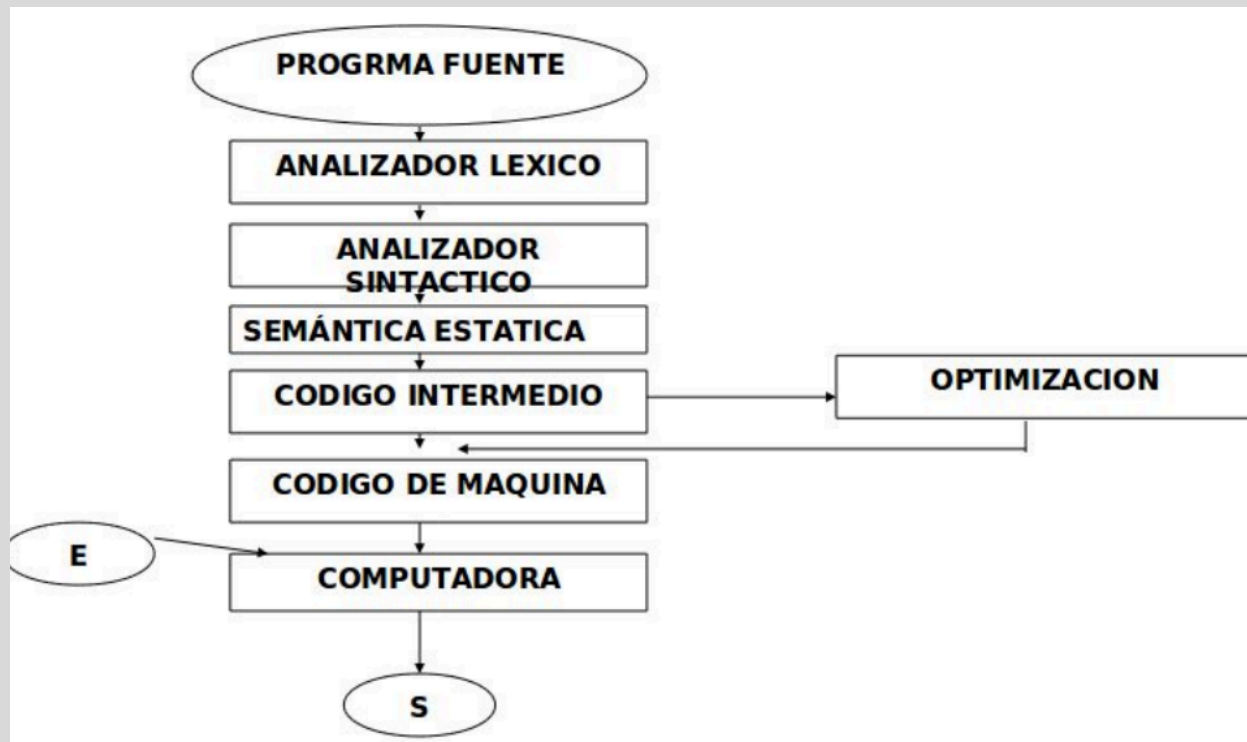 PROGRMA FUENTE
ANALIZADOR LEXICO
ANALIZADOR
SINTACTICO
SEMÁNTICA ESTATICA
CODIGO INTERMEDIO
OPTIMIZACION
CODIGO DE MAQUINA
E
COMPUTADORA
S